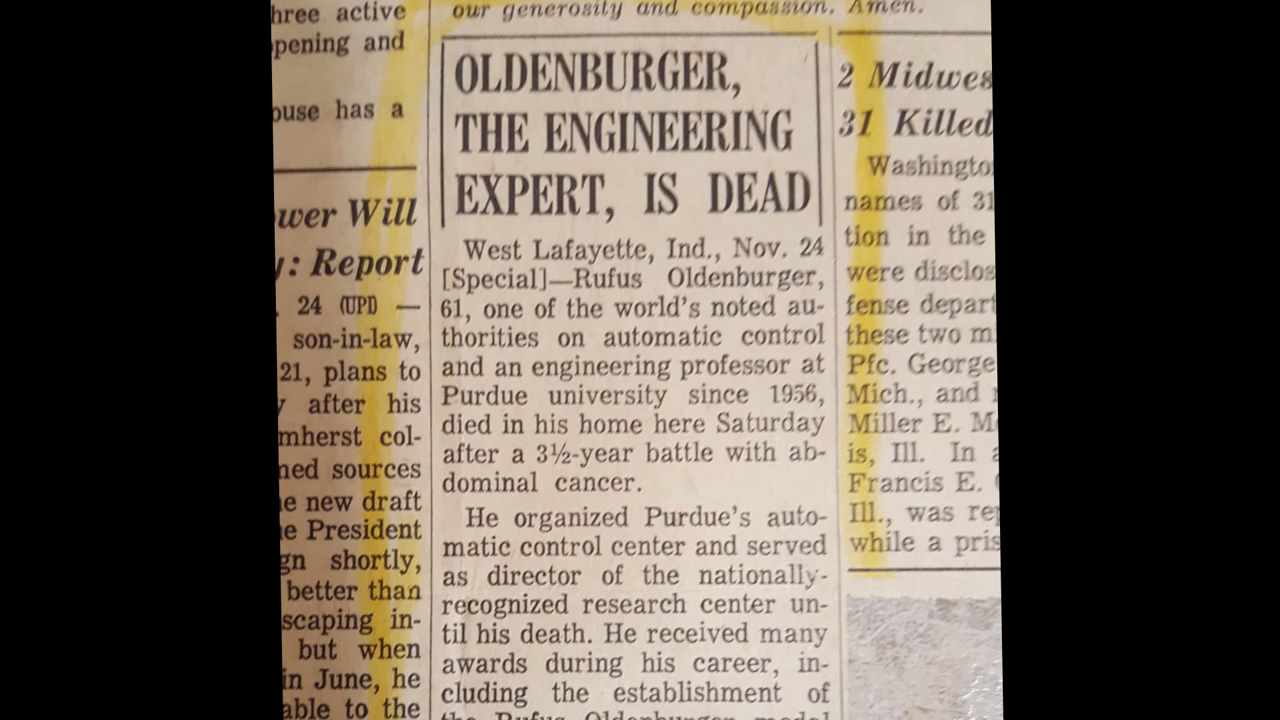 hree active
pening and
ouse has a
wer Will
: Report
24 (UPI) —
son-in-law,
21, plans to
after his
mherst col-
ned sources
e new draft
e President
gn shortly,
better than
scaping in-
but when
in June, he
able to the
our generosity and compassion. Amen.
OLDENBURGER,
THE ENGINEERING
EXPERT, IS DEAD
West Lafayette, Ind., Nov. 24
[Special]—Rufus Oldenburger,
61, one of the world's noted au-
thorities on automatic control
and an engineering professor at
Purdue university since 1956,
died in his home here Saturday
after a 3½-year battle with ab-
dominal cancer.
He organized Purdue's auto-
matic control center and served
as director of the nationally-
recognized research center un-
til his death. He received many
awards during his career, in-
cluding the establishment of
the Rufus Oldenburger medal
2 Midwes
31 Killed
Washington
names of 31
tion in the
were disclos
fense depart
these two m
Pfc. George
Mich., and
Miller E. M
is, Ill. In a
Francis E.
Ill., was rep
while a pris